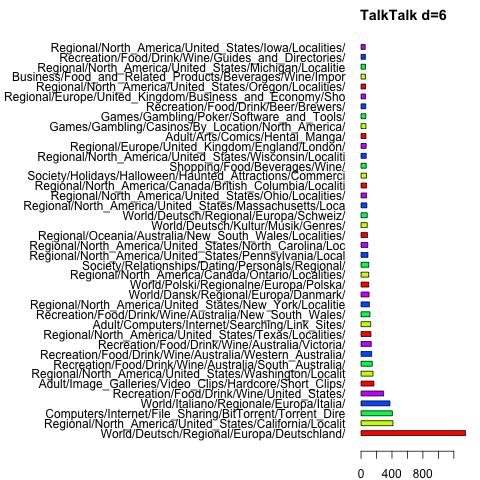 TalkTalk d=6
Regional/North_America/United_States/Iowa/Localities/
Recreation/Food/Drink/Wine/Guides_and_Directories/
Regional/North_America/United_States/Michigan/Localitie
Business/Food_and_Related_Products/Beverages/Wine/Impor
Regional/North_America/United_States/Oregon/Localities/
Regional/Europe/United_Kingdom/Business_and_Economy/Sho
Recreation/Food/Drink/Beer/Brewers/
Games/Gambling/Poker/Software_and_Tools/
Games/Gambling/Casinos/By_Location/North_America/
Adult/Arts/Comics/Hentai_Manga/
Regional/Europe/United_Kingdom/England/London/
Regional/North_America/United_States/Wisconsin/Localiti
Shopping/Food/Beverages/Wine/
Society/Holidays/Halloween/Haunted_Attractions/Commerci
Regional/North_America/Canada/British_Columbia/Localiti
Regional/North_America/United_States/Ohio/Localities/
Regional/North_America/United_States/Massachusetts/Loca
World/Deutsch/Regional/Europa/Schweiz/
World/Deutsch/Kultur/Musik/Genres/
Regional/Oceania/Australia/New_South_Wales/Localities/
Regional/North_America/United_States/North_Carolina/Loc
Regional/North_America/United_States/Pennsylvania/Local
Society/Relationships/Dating/Personals/Regional/
Regional/North_America/Canada/Ontario/Localities/
World/Polski/Regionalne/Europa/Polska/
World/Dansk/Regional/Europa/Danmark/
Regional/North_America/United_States/New_York/Localitie
Recreation/Food/Drink/Wine/Australia/New_South_Wales/
Adult/Computers/Internet/Searching/Link_Sites/
Regional/North_America/United_States/Texas/Localities/
Recreation/Food/Drink/Wine/Australia/Victoria/
Recreation/Food/Drink/Wine/Australia/Western_Australia/
Recreation/Food/Drink/Wine/Australia/South_Australia/
Regional/North_America/United_States/Washington/Localit
Adult/Image_Galleries/Video_Clips/Hardcore/Short_Clips/
Recreation/Food/Drink/Wine/United_States/
World/Italiano/Regionale/Europa/Italia/
Computers/Internet/File_Sharing/BitTorrent/Torrent_Dire
Regional/North_America/United_States/California/Localit
World/Deutsch/Regional/Europa/Deutschland/
0 400 800